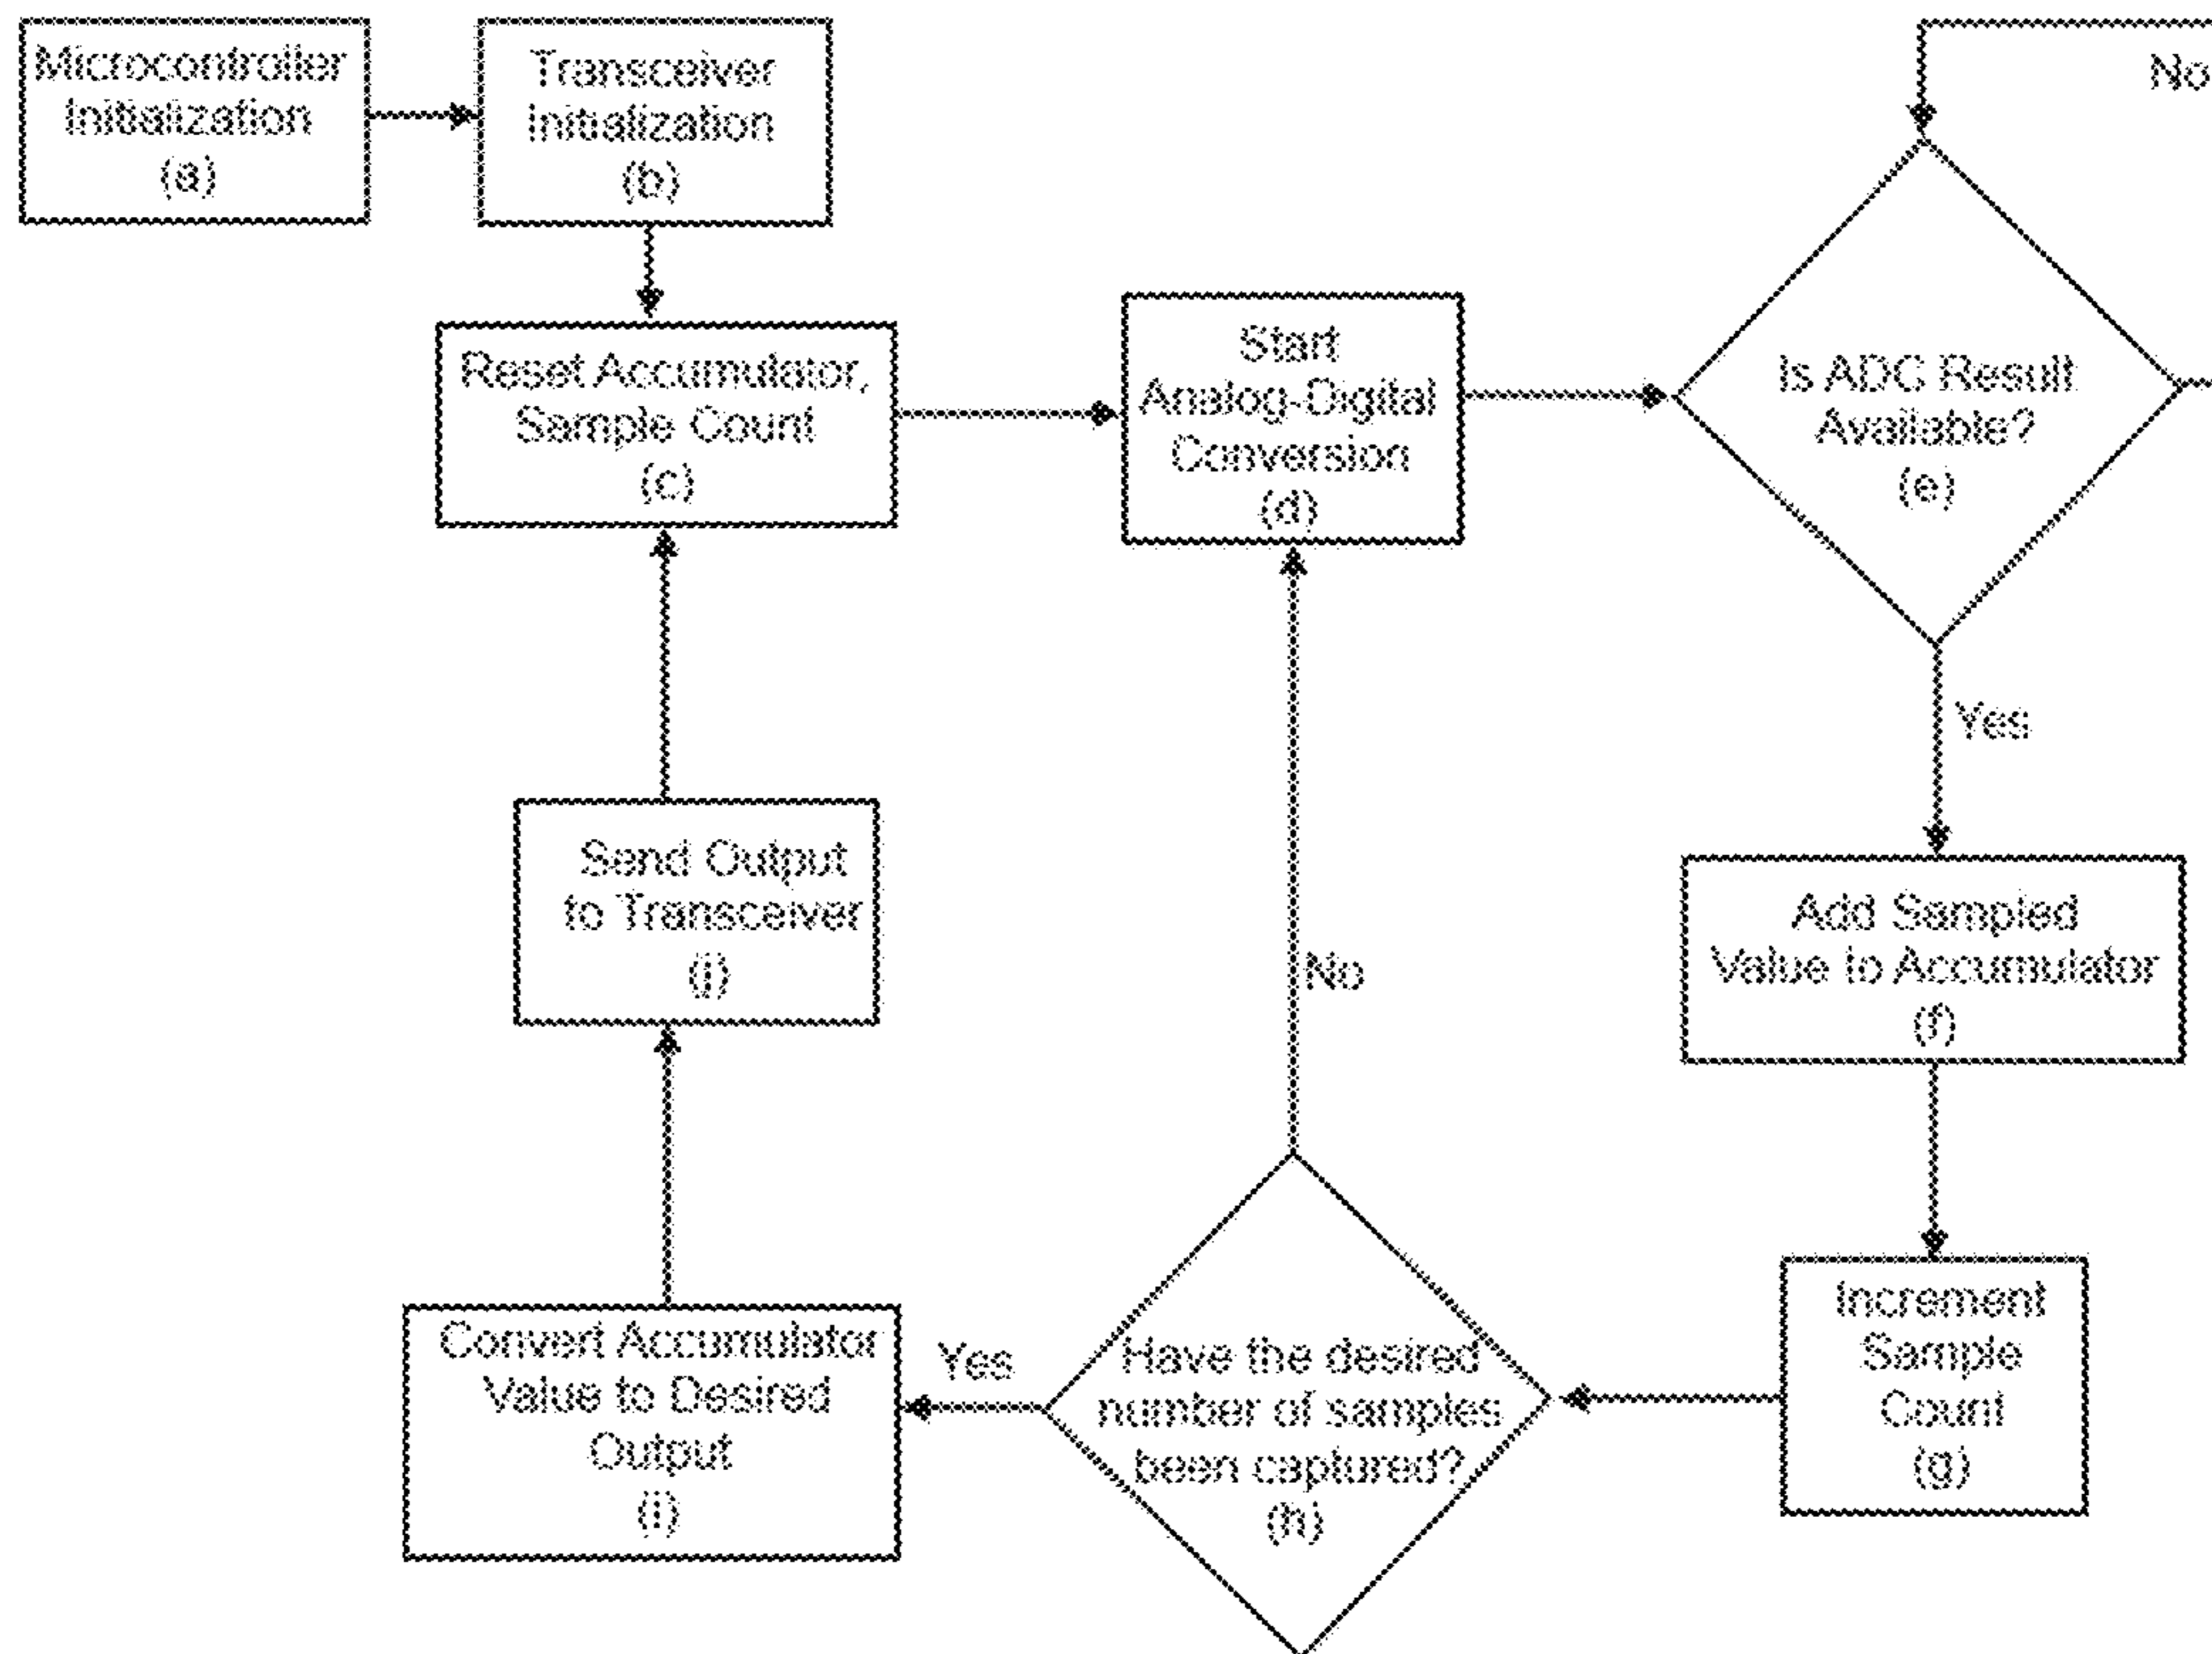 Microcontroller
Initialization
(a)
Transceiver
Initialization
(b)
No
Reset Accumulator,
Sample Count
(c)
Start
Analog-Digital
Conversion
(d)
Is ADC Result
Available?
(e)
Yes
Send Output
to Transceiver
(j)
No
Add Sampled
Value to Accumulator
(f)
Convert Accumulator
Value to Desired
Output
(i)
Yes
Have the desired
number of samples
been captured?
(h)
Increment
Sample
Count
(g)